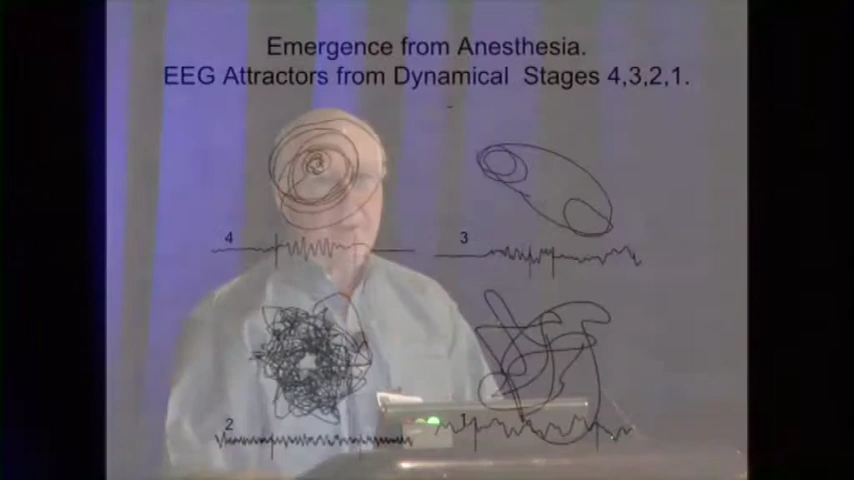 Emergence from Anesthesia.
EEG Attractors from Dynamical Stages 4,3,2,1.
4
3
2
1